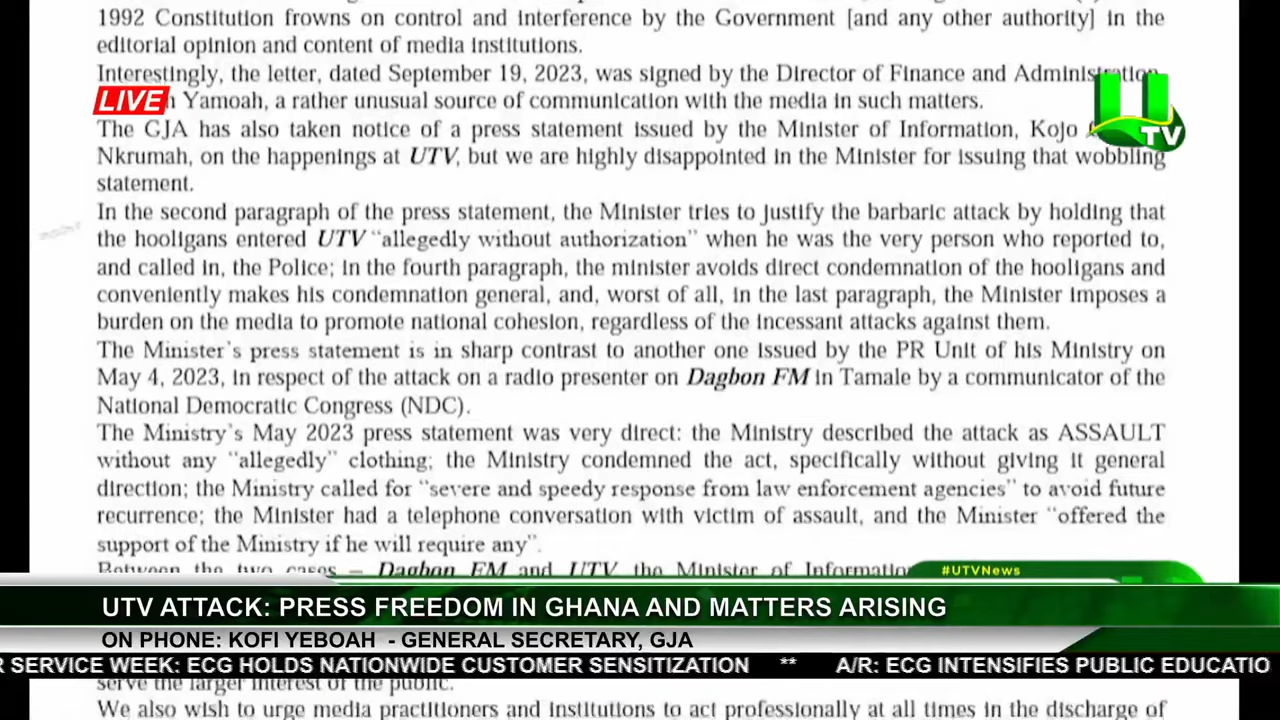 1992 Constitution frowns on control and interference by the Government [and any other authority] in the
editorial opinion and content of media institutions.
Interestingly, the letter, dated September 19, 2023, was signed by the Director of Finance and Administration,
LIVE
Yamoah, a rather unusual source of communication with the media in such matters.
U
TV
The GJA has also taken notice of a press statement issued by the Minister of Information, Kojo
Nkrumah, on the happenings at UTV, but we are highly disappointed in the Minister for issuing that wobbling
statement.
In the second paragraph of the press statement, the Minister tries to justify the barbaric attack by holding that
the hooligans entered UTV “allegedly without authorization” when he was the very person who reported to,
and called in, the Police; in the fourth paragraph, the minister avoids direct condemnation of the hooligans and
conveniently makes his condemnation general, and, worst of all, in the last paragraph, the Minister imposes a
burden on the media to promote national cohesion, regardless of the incessant attacks against them.
The Minister’s press statement is in sharp contrast to another one issued by the PR Unit of his Ministry on
May 4, 2023, in respect of the attack on a radio presenter on Dagbon FM in Tamale by a communicator of the
National Democratic Congress (NDC).
The Ministry’s May 2023 press statement was very direct: the Ministry described the attack as ASSAULT
without any “allegedly” clothing; the Ministry condemned the act, specifically without giving it general
direction; the Ministry called for “severe and speedy response from law enforcement agencies” to avoid future
recurrence; the Minister had a telephone conversation with victim of assault, and the Minister “offered the
support of the Ministry if he will require any”.
Between the two cases – Dagbon FM and UTV, the Minister of
#UTVNews
UTV ATTACK: PRESS FREEDOM IN GHANA AND MATTERS ARISING
ON PHONE: KOFI YEBOAH - GENERAL SECRETARY, GJA
R SERVICE WEEK: ECG HOLDS NATIONWIDE CUSTOMER SENSITIZATION ** A/R: ECG INTENSIFIES PUBLIC EDUCATIO
serve the larger interest of the public.
We also wish to urge media practitioners and institutions to act professionally at all times in the discharge of